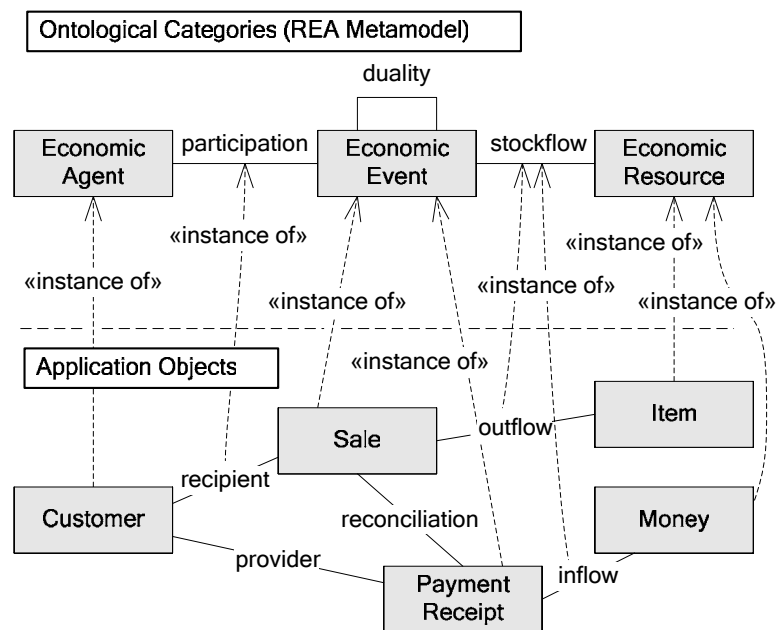 Ontological Categories (REA Metamodel)
duality
Economic
Agent
participation
Economic
Event
stockflow
Economic
Resource
«instance of»
«instance of»
«instance of»
«instance of»
«instance of»
«instance of»
«instance of»
Application Objects
Sale
outflow
Item
recipient
Customer
reconciliation
Money
provider
Payment
Receipt
inflow